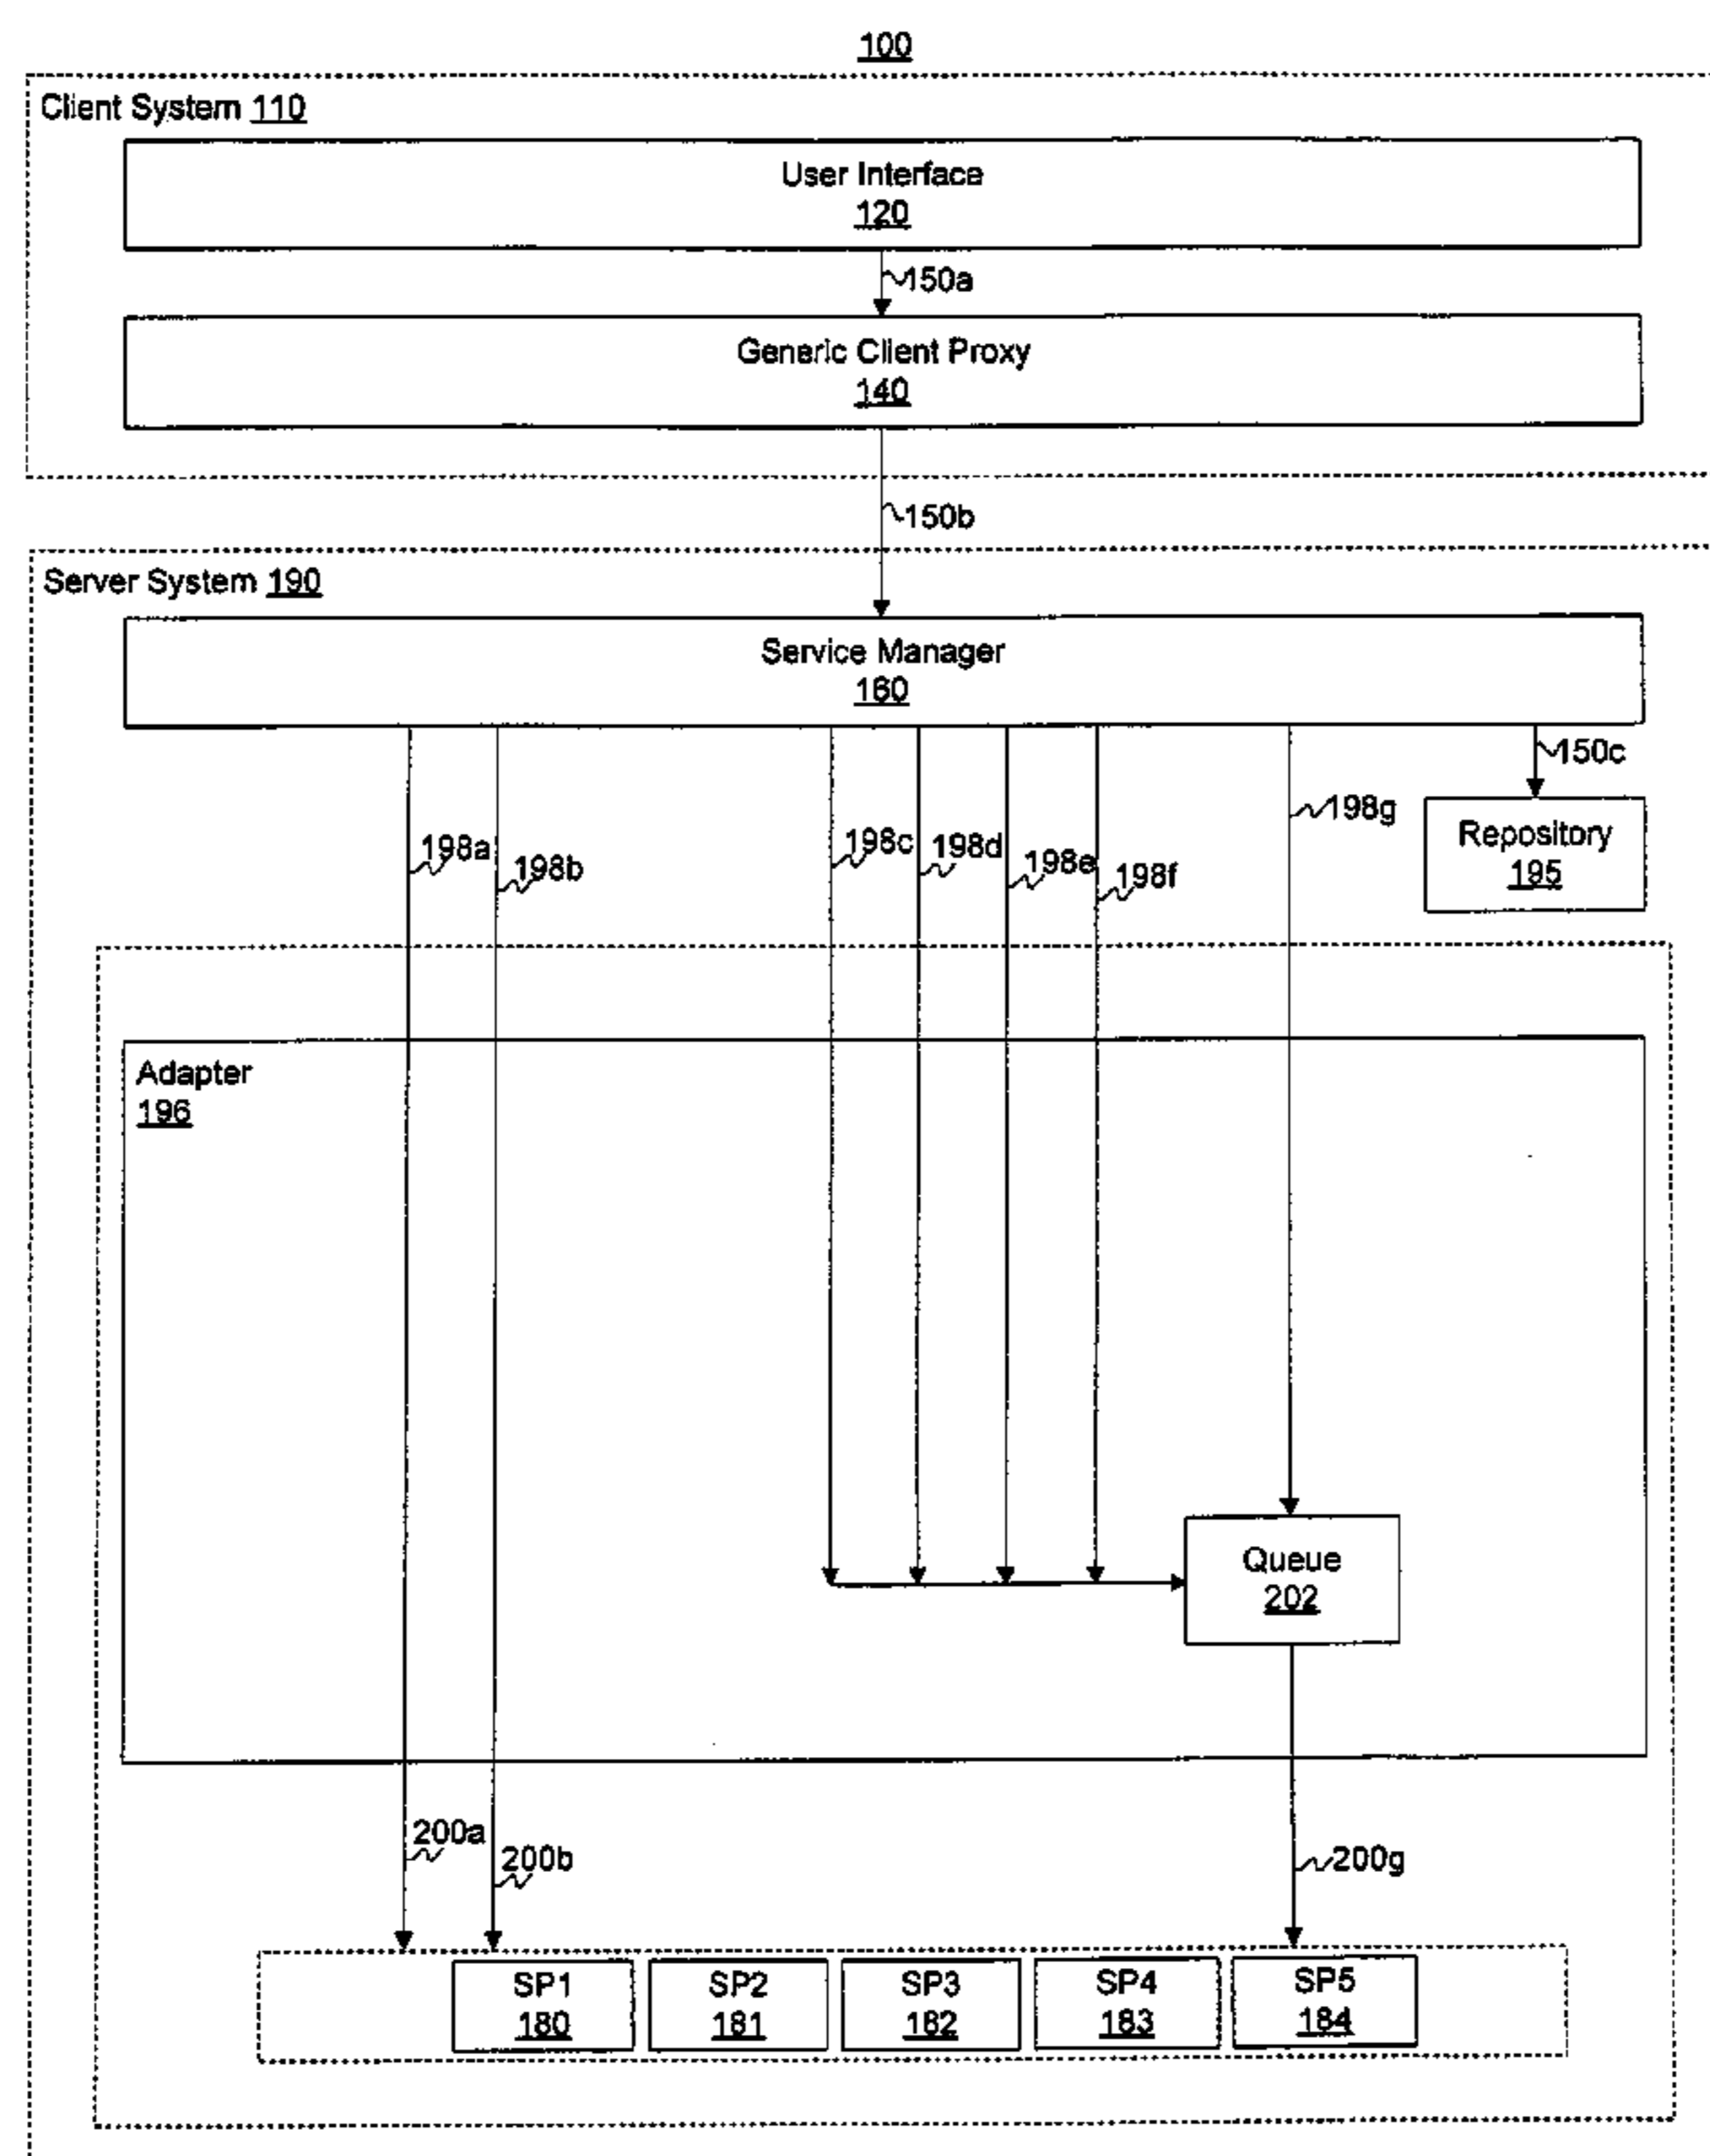 100
Client System 110
User Interface
120
150a
Generic Client Proxy
140
150b
Server System 190
Service Manager
160
150c
198a
198b
198c
198d
198e
198f
198g
Repository
195
Adapter
196
Queue
202
200a
200b
200g
SP1
180
SP2
181
SP3
182
SP4
183
SP5
184